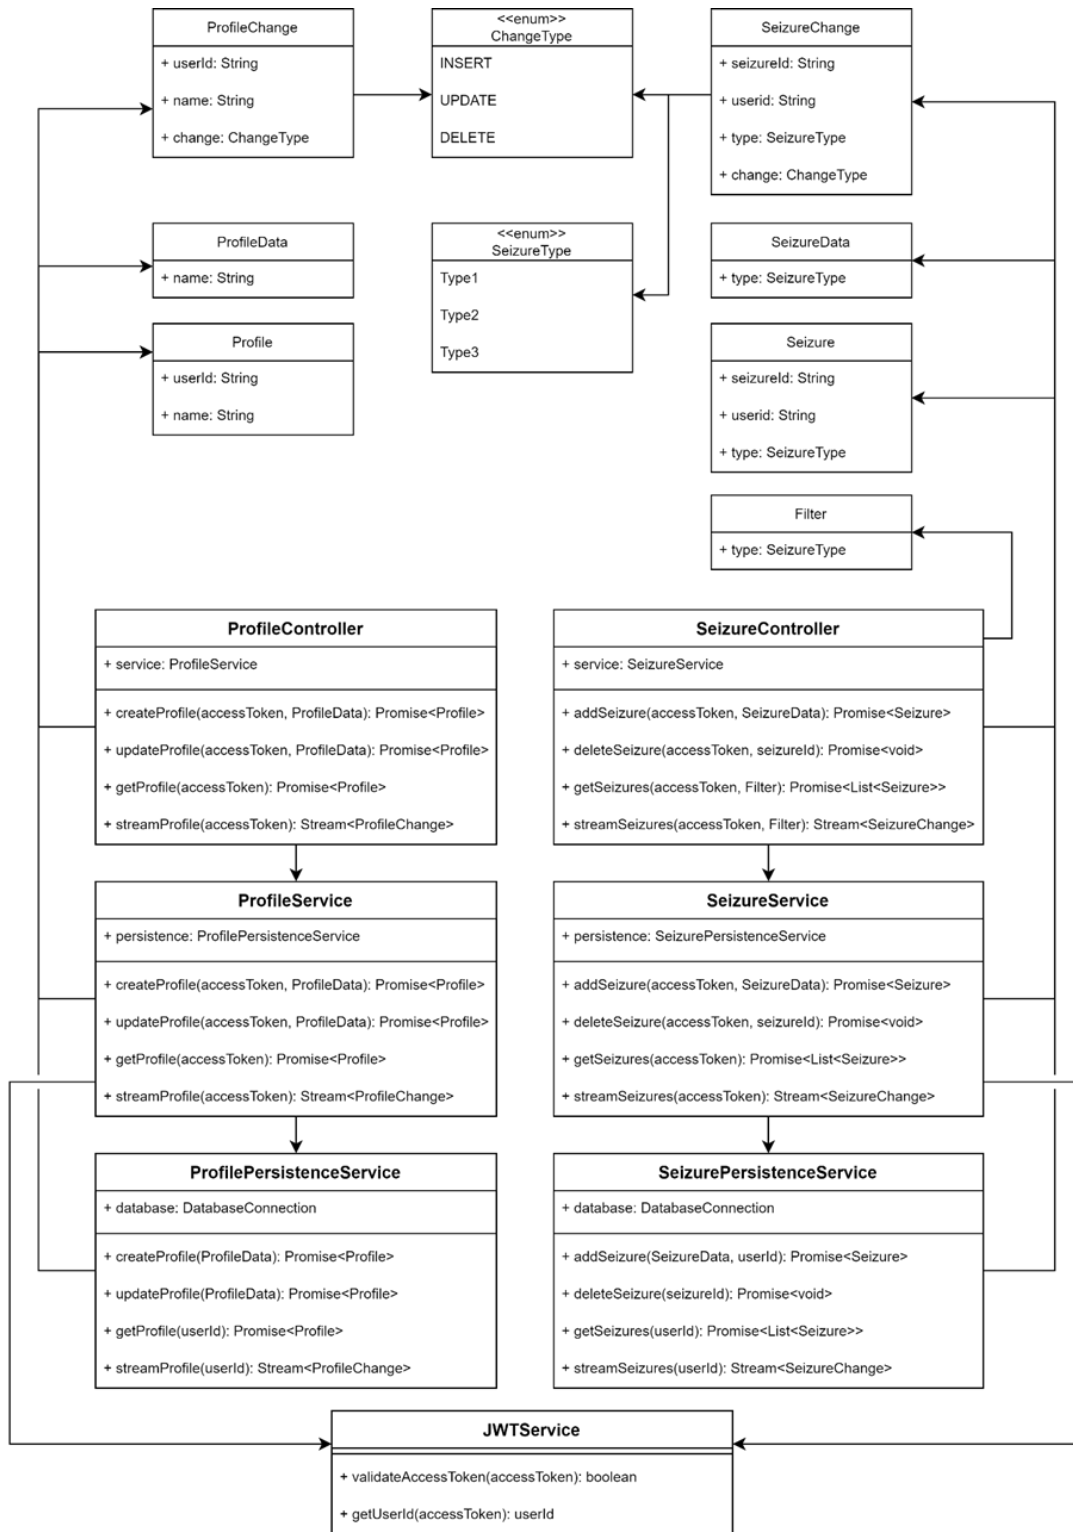 ProfileChange
+ userId: String
+ name: String
+ change: ChangeType
<<enum>>
ChangeType
INSERT
UPDATE
DELETE
SeizureChange
+ seizureId: String
+ userid: String
+ type: SeizureType
+ change: ChangeType
ProfileData
+ name: String
<<enum>>
SeizureType
Type1
Type2
Type3
SeizureData
+ type: SeizureType
Profile
+ userId: String
+ name: String
Seizure
+ seizureId: String
+ userid: String
+ type: SeizureType
Filter
+ type: SeizureType
ProfileController
+ service: ProfileService
+ createProfile(accessToken, ProfileData): Promise<Profile>
+ updateProfile(accessToken, ProfileData): Promise<Profile>
+ getProfile(accessToken): Promise<Profile>
+ streamProfile(accessToken): Stream<ProfileChange>
SeizureController
+ service: SeizureService
+ addSeizure(accessToken, SeizureData): Promise<Seizure>
+ deleteSeizure(accessToken, seizureId): Promise<void>
+ getSeizures(accessToken, Filter): Promise<List<Seizure>>
+ streamSeizures(accessToken, Filter): Stream<SeizureChange>
ProfileService
+ persistence: ProfilePersistenceService
+ createProfile(accessToken, ProfileData): Promise<Profile>
+ updateProfile(accessToken, ProfileData): Promise<Profile>
+ getProfile(accessToken): Promise<Profile>
+ streamProfile(accessToken): Stream<ProfileChange>
SeizureService
+ persistence: SeizurePersistenceService
+ addSeizure(accessToken, SeizureData): Promise<Seizure>
+ deleteSeizure(accessToken, seizureId): Promise<void>
+ getSeizures(accessToken): Promise<List<Seizure>>
+ streamSeizures(accessToken): Stream<SeizureChange>
ProfilePersistenceService
+ database: DatabaseConnection
+ createProfile(ProfileData): Promise<Profile>
+ updateProfile(ProfileData): Promise<Profile>
+ getProfile(userId): Promise<Profile>
+ streamProfile(userId): Stream<ProfileChange>
SeizurePersistenceService
+ database: DatabaseConnection
+ addSeizure(SeizureData, userId): Promise<Seizure>
+ deleteSeizure(seizureId): Promise<void>
+ getSeizures(userId): Promise<List<Seizure>>
+ streamSeizures(userId): Stream<SeizureChange>
JWTService
+ validateAccessToken(accessToken): boolean
+ getUserId(accessToken): userId